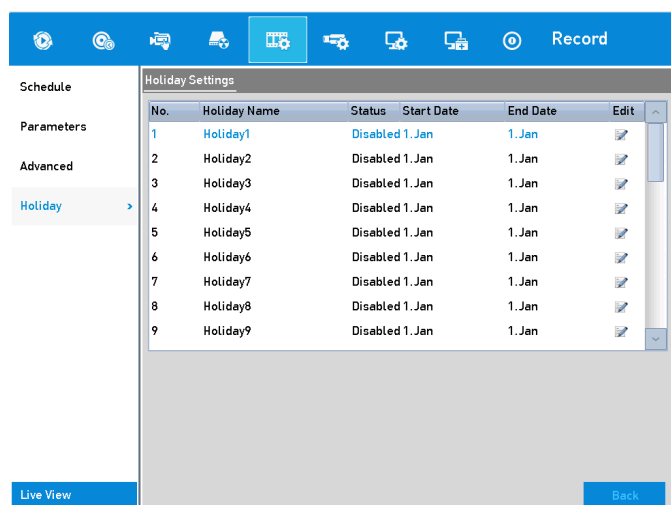 Record
Schedule
Parameters
Advanced
Holiday
Live View
Holiday Settings
No. Holiday Name Status Start Date End Date Edit
1 Holiday1 Disabled 1.Jan 1.Jan
2 Holiday2 Disabled 1.Jan 1.Jan
3 Holiday3 Disabled 1.Jan 1.Jan
4 Holiday4 Disabled 1.Jan 1.Jan
5 Holiday5 Disabled 1.Jan 1.Jan
6 Holiday6 Disabled 1.Jan 1.Jan
7 Holiday7 Disabled 1.Jan 1.Jan
8 Holiday8 Disabled 1.Jan 1.Jan
9 Holiday9 Disabled 1.Jan 1.Jan
Back